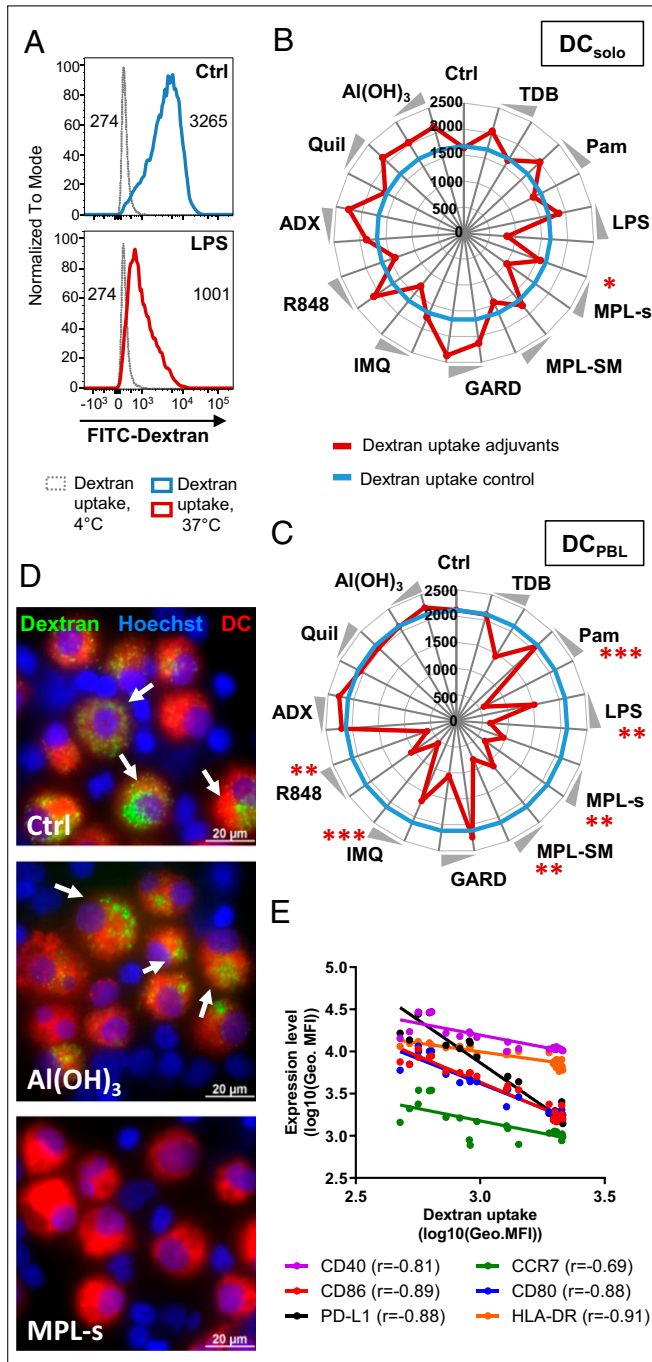 A
Ctrl
274
3265
100
80
60
40
20
0
LPS
274
1001
100
80
60
40
20
0
Normalized To Mode
-10³ 0 10³ 10⁴ 10⁵
FITC-Dextran
Dextran uptake, 4°C
Dextran uptake, 37°C
B
DCsolo
Ctrl
TDB
Pam
LPS
*
MPL-s
MPL-SM
GARD
IMQ
R848
ADX
Quil
Al(OH)₃
2500
2000
1500
1000
500
0
Dextran uptake adjuvants
Dextran uptake control
C
DCPBL
Ctrl
TDB
Pam
***
LPS
**
MPL-s
**
MPL-SM
**
GARD
IMQ
***
R848
**
ADX
Quil
Al(OH)₃
2500
2000
1500
1000
500
0
D
Dextran Hoechst DC
Ctrl
20 µm
Al(OH)₃
20 µm
MPL-s
20 µm
E
5.0
4.5
4.0
3.5
3.0
2.5
Expression level
(log10(Geo. MFI))
2.5 3.0 3.5
Dextran uptake
(log10(Geo.MFI))
CD40 (r=-0.81)
CCR7 (r=-0.69)
CD86 (r=-0.89)
CD80 (r=-0.88)
PD-L1 (r=-0.88)
HLA-DR (r=-0.91)